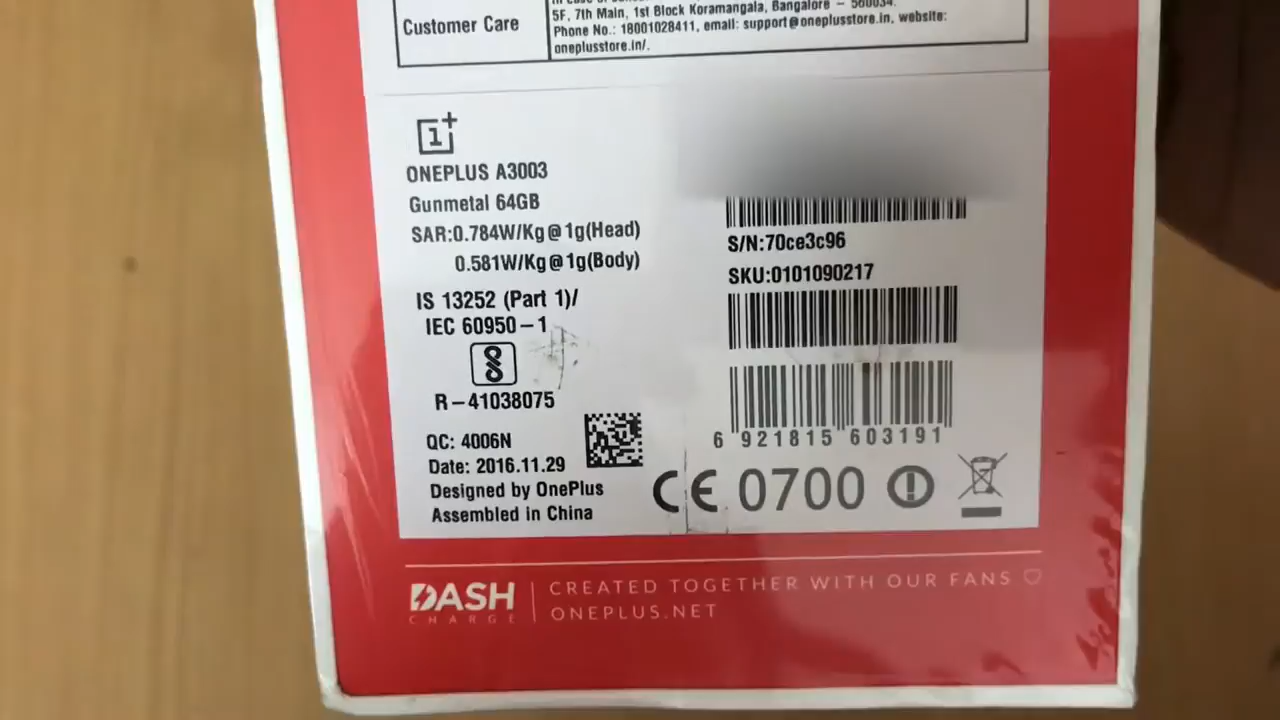 5F, 7th Main, 1st Block Koramangala, Bangalore – 560034.
Customer Care
Phone No.: 18001028411, email: support@oneplusstore.in, website:
oneplusstore.in/.
1+
ONEPLUS A3003
Gunmetal 64GB
SAR:0.784W/Kg@1g(Head)
0.581W/Kg@1g(Body)
IS 13252 (Part 1)/
IEC 60950-1
R-41038075
QC: 4006N
Date: 2016.11.29
Designed by OnePlus
Assembled in China
S/N:70ce3c96
SKU:0101090217
6 921815 603191
CE 0700
DASH
CHARGE
CREATED TOGETHER WITH OUR FANS
ONEPLUS.NET